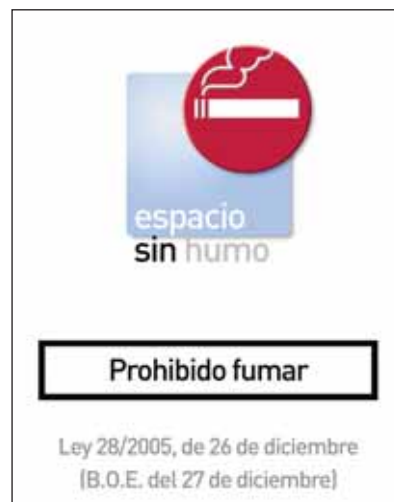 espacio
sin humo
Prohibido fumar
Ley 28/2005, de 26 de diciembre
(B.O.E. del 27 de diciembre)